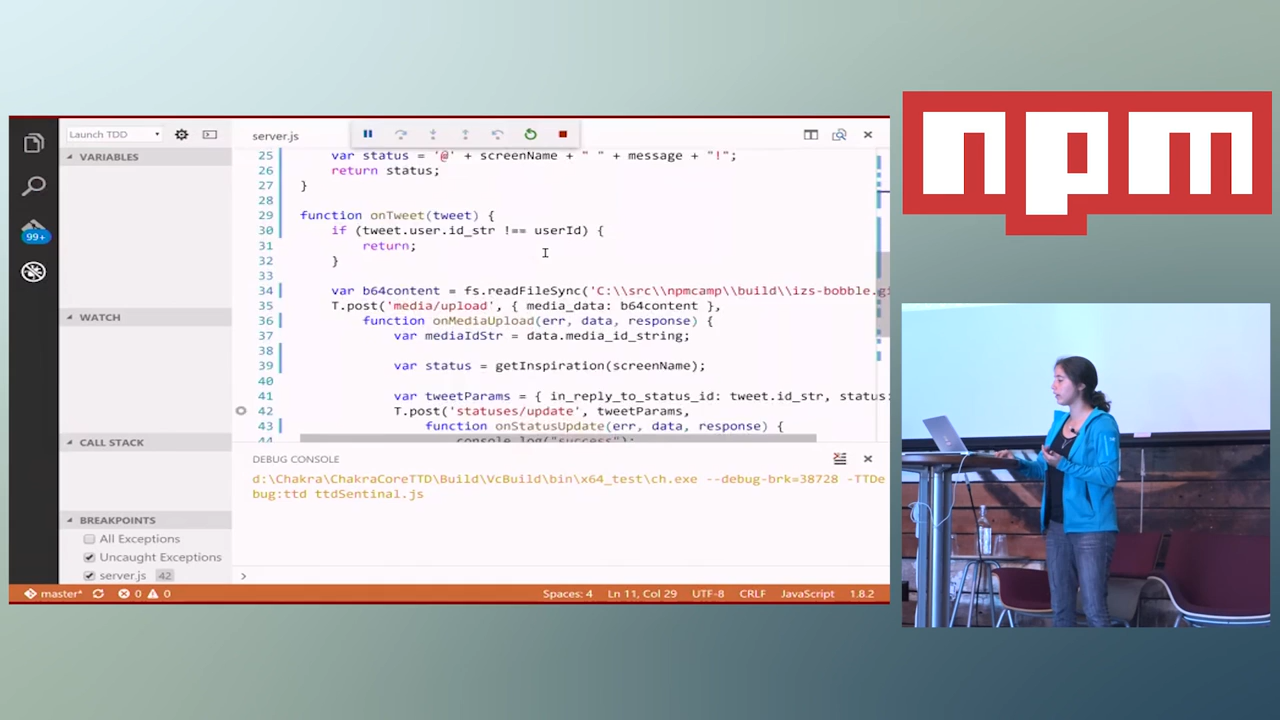 Launch TDD
VARIABLES
WATCH
CALL STACK
BREAKPOINTS
All Exceptions
Uncaught Exceptions
server.js 42
99+
server.js
25 var status = '@' + screenName + " " + message + "!";
26 return status;
27 }
28
29 function onTweet(tweet) {
30 if (tweet.user.id_str !== userId) {
31 return;
32 }
33
34 var b64content = fs.readFileSync('C:\\src\\npmcamp\\build\\izs-bobble.gi
35 T.post('media/upload', { media_data: b64content },
36 function onMediaUpload(err, data, response) {
37 var mediaIdStr = data.media_id_string;
38
39 var status = getInspiration(screenName);
40
41 var tweetParams = { in_reply_to_status_id: tweet.id_str, status:
42 T.post('statuses/update', tweetParams,
43 function onStatusUpdate(err, data, response) {
44 console.log("success");
DEBUG CONSOLE
d:\Chakra\ChakraCoreTTD\Build\VcBuild\bin\x64_test\ch.exe --debug-brk=38728 -TTDe
bug:ttd ttdSentinal.js
>
master* 0 0 Spaces: 4 Ln 11, Col 29 UTF-8 CRLF JavaScript 1.8.2
npm